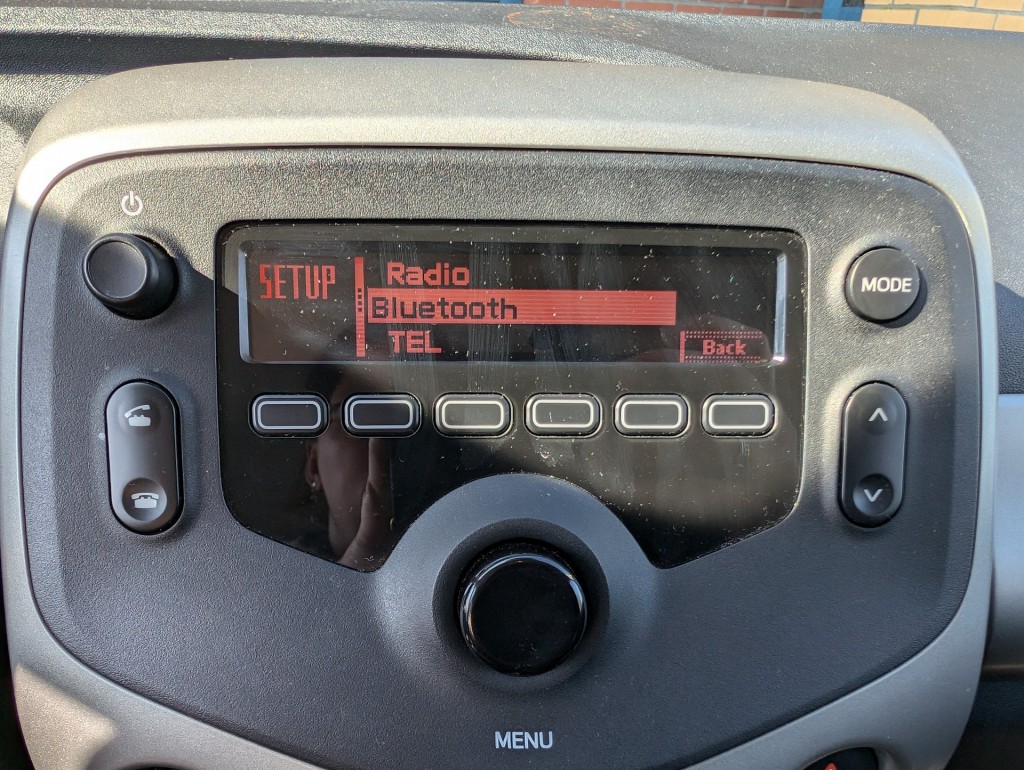 SETUP
Radio
Bluetooth
TEL
Back
MODE
MENU